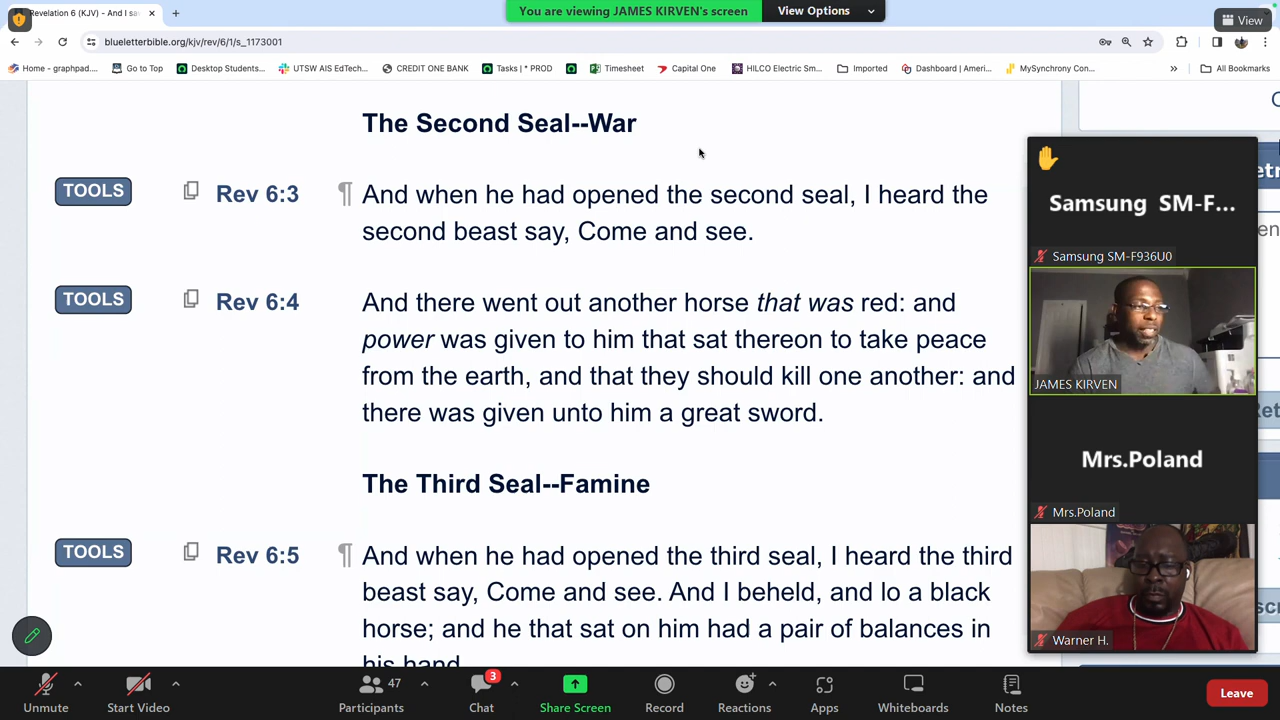 Revelation 6 (KJV) - And I sa
You are viewing JAMES KIRVEN's screen
View Options
View
blueletterbible.org/kjv/rev/6/1/s_1173001
Home - graphpad....
Go to Top
Desktop Students...
UTSW AIS EdTech...
CREDIT ONE BANK
Tasks | * PROD
Timesheet
Capital One
HILCO Electric Sm...
Imported
Dashboard | Ameri...
MySynchrony Con...
»
All Bookmarks
The Second Seal--War
TOOLS
Rev 6:3
¶ And when he had opened the second seal, I heard the
second beast say, Come and see.
TOOLS
Rev 6:4
And there went out another horse that was red: and
power was given to him that sat thereon to take peace
from the earth, and that they should kill one another: and
there was given unto him a great sword.
The Third Seal--Famine
TOOLS
Rev 6:5
¶ And when he had opened the third seal, I heard the third
beast say, Come and see. And I beheld, and lo a black
horse; and he that sat on him had a pair of balances in
his hand
Samsung SM-F...
Samsung SM-F936U0
JAMES KIRVEN
Mrs.Poland
Mrs.Poland
Warner H.
Unmute
Start Video
47
Participants
3
Chat
Share Screen
Record
Reactions
Apps
Whiteboards
Notes
Leave